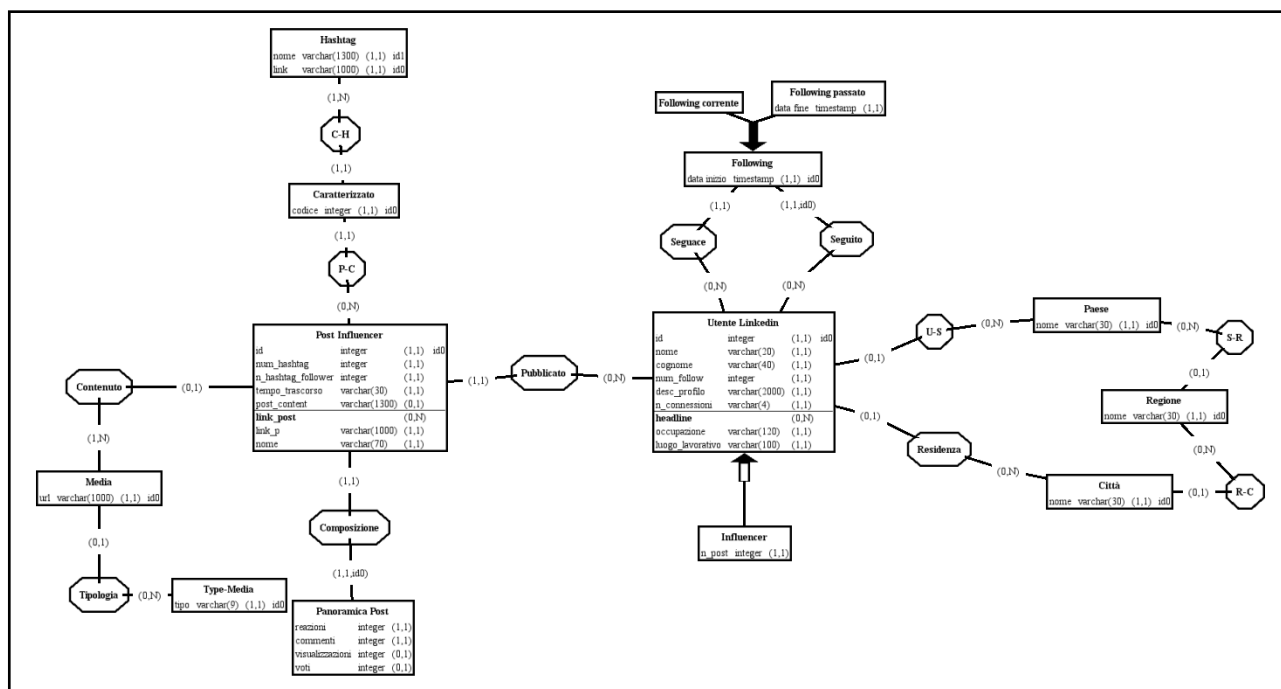 Hashtag
nome varchar(1300) (1,1) id1
link varchar(1000) (1,1) id0
(1,N)
C-H
(1,1)
Caratterizzato
codice integer (1,1) id0
(1,1)
P-C
(0,N)
Post Influencer
id integer (1,1) id0
num_hashtag integer (1,1)
n_hashtag_follower integer (1,1)
tempo_trascorso varchar(30) (1,1)
post_content varchar(1300) (0,1)
link_post (0,N)
link_p varchar(1000) (1,1)
nome varchar(70) (1,1)
(0,1)
Contenuto
(1,N)
Media
url varchar(1000) (1,1) id0
(0,1)
Tipologia
(0,N)
Type-Media
tipo varchar(9) (1,1) id0
(1,1)
Composizione
(1,1,id0)
Panoramica Post
reazioni integer (1,1)
commenti integer (1,1)
visualizzazioni integer (0,1)
voti integer (0,1)
(1,1)
Pubblicato
(0,N)
Following corrente
Following passato
data fine timestamp (1,1)
Following
data inizio timestamp (1,1) id0
(1,1)
(1,1,id0)
Seguace
Seguito
(0,N)
(0,N)
Utente Linkedin
id integer (1,1) id0
nome varchar(20) (1,1)
cognome varchar(40) (1,1)
num_follow integer (1,1)
desc_profilo varchar(2000) (1,1)
n_connessioni varchar(4) (1,1)
headline (0,N)
occupazione varchar(120) (1,1)
luogo_lavorativo varchar(100) (1,1)
Influencer
n_post integer (1,1)
(0,1)
U-S
(0,N)
Paese
nome varchar(30) (1,1) id0
(0,N)
S-R
(0,1)
Regione
nome varchar(30) (1,1) id0
(0,N)
R-C
(0,1)
Città
nome varchar(30) (1,1) id0
(0,N)
Residenza
(0,1)